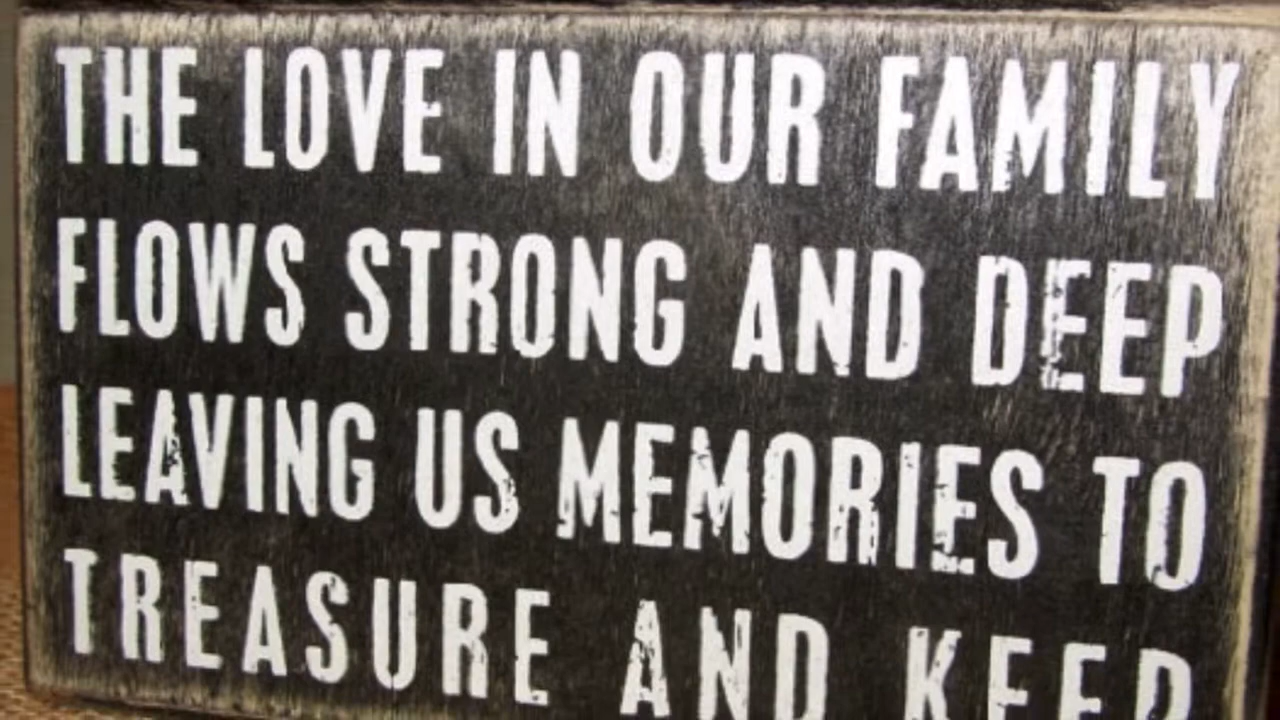 THE LOVE IN OUR FAMILY
FLOWS STRONG AND DEEP
LEAVING US MEMORIES TO
TREASURE AND KEEP